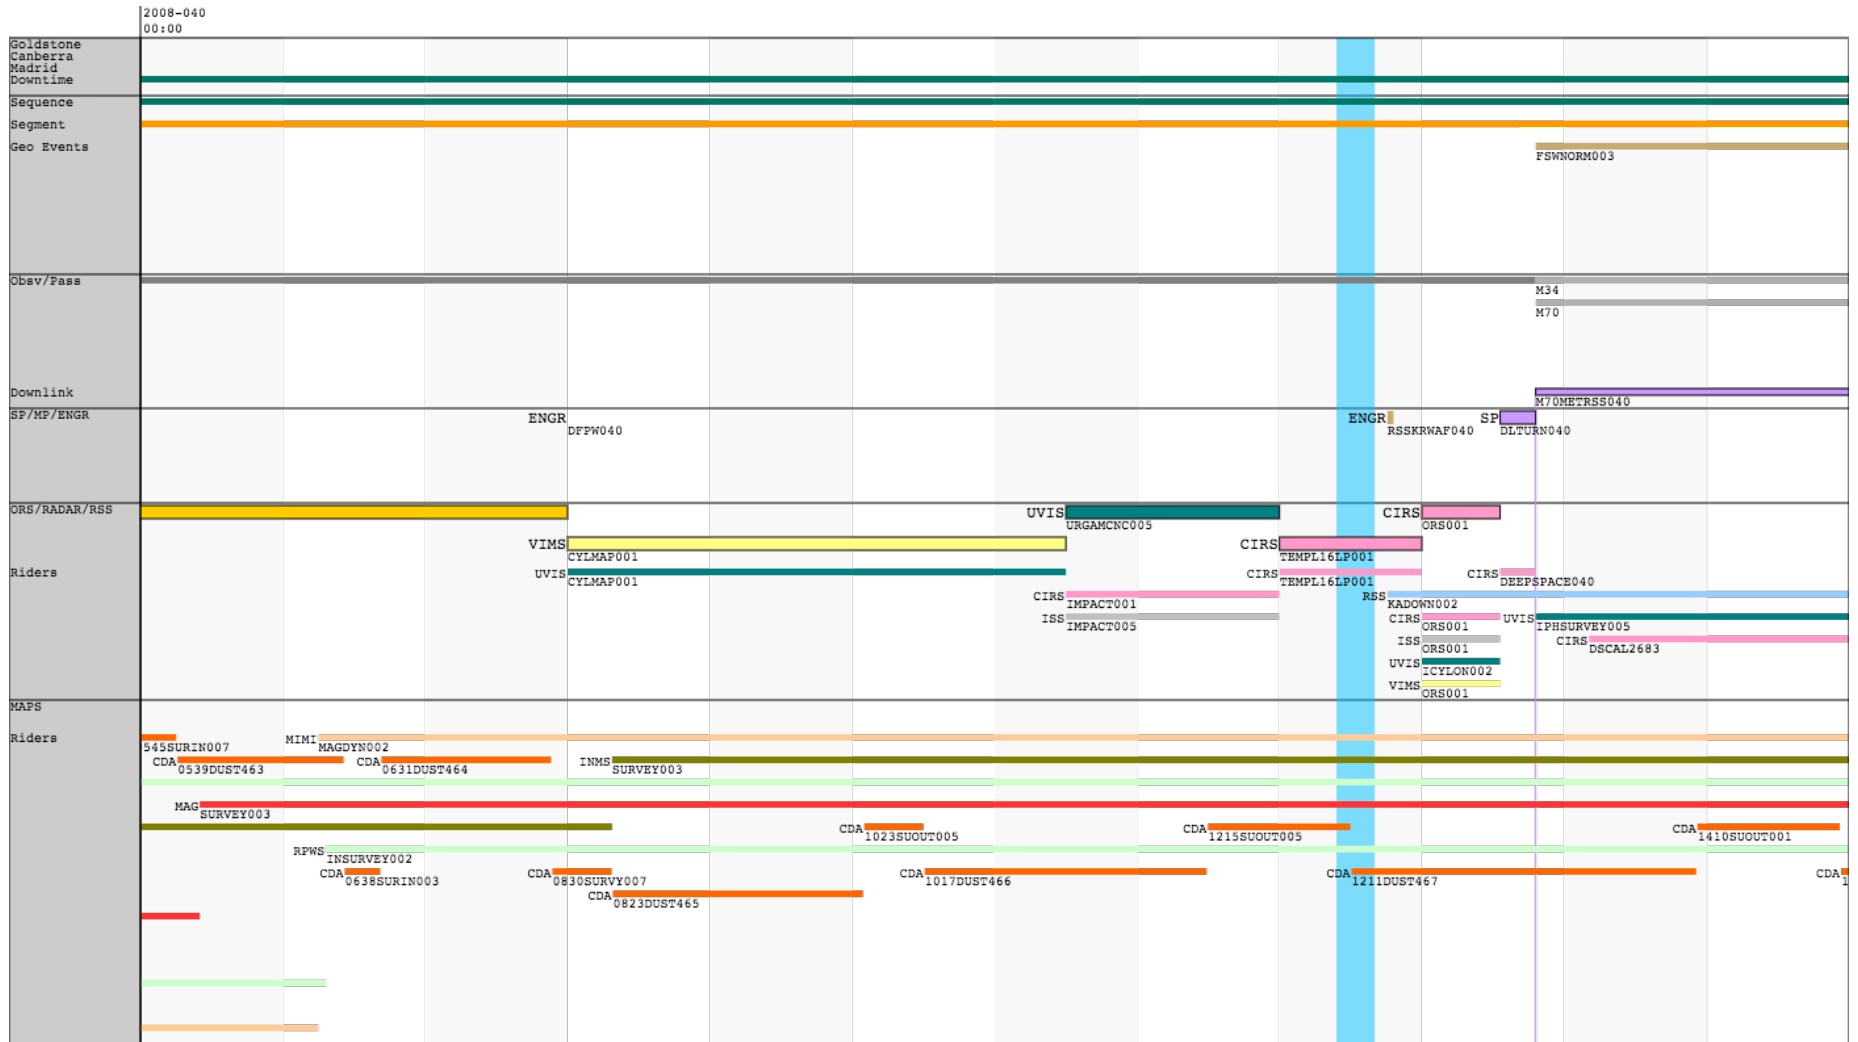 2008-040
00:00
Goldstone
Canberra
Madrid
Downtime
Sequence
Segment
Geo Events
FSWNORM003
Obsv/Pass
M34
M70
Downlink
M70METRSS040
SP/MP/ENGR
ENGR
DFPW040
ENGR
RSSKRWAF040
SP
DLTURN040
ORS/RADAR/RSS
UVIS
URGAMCNC005
CIRS
ORS001
VIMS
CYLMAP001
CIRS
TEMPL16LP001
Riders
UVIS
CYLMAP001
CIRS
TEMPL16LP001
CIRS
DEEPSPACE040
CIRS
IMPACT001
RSS
KADOWN002
ISS
IMPACT005
CIRS
ORS001
UVIS
IPHSURVEY005
ISS
ORS001
CIRS
DSCAL2683
UVIS
ICYLON002
VIMS
ORS001
MAPS
Riders
545SURIN007
MIMI
MAGDYN002
CDA
0539DUST463
CDA
0631DUST464
INMS
SURVEY003
MAG
SURVEY003
CDA
1023SUOUT005
CDA
1215SUOUT005
CDA
1410SUOUT001
RPWS
INSURVEY002
CDA
0638SURIN003
CDA
0830SURVY007
CDA
1017DUST466
CDA
1211DUST467
CDA
1
CDA
0823DUST465